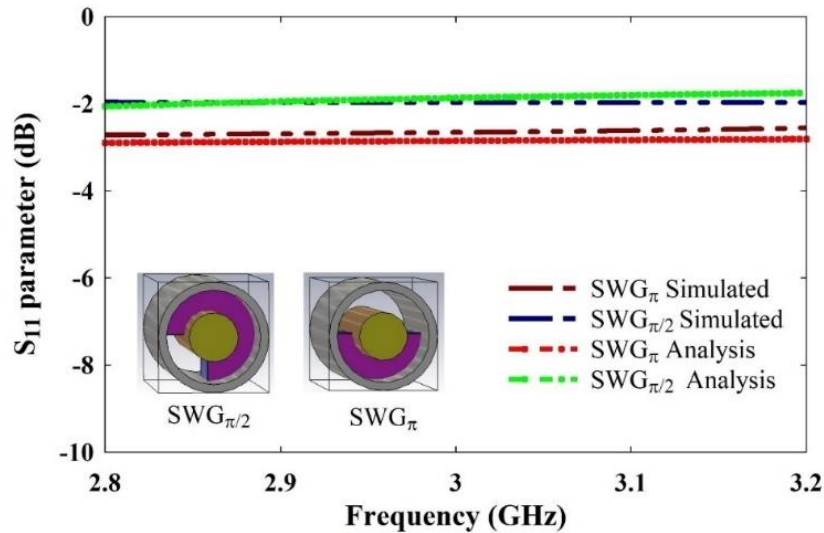 0
-2
-4
-6
-8
-10
S₁₁ parameter (dB)
SWGπ Simulated
SWGπ/2 Simulated
SWGπ Analysis
SWGπ/2 Analysis
SWGπ/2
SWGπ
2.8 2.9 3 3.1 3.2
Frequency (GHz)